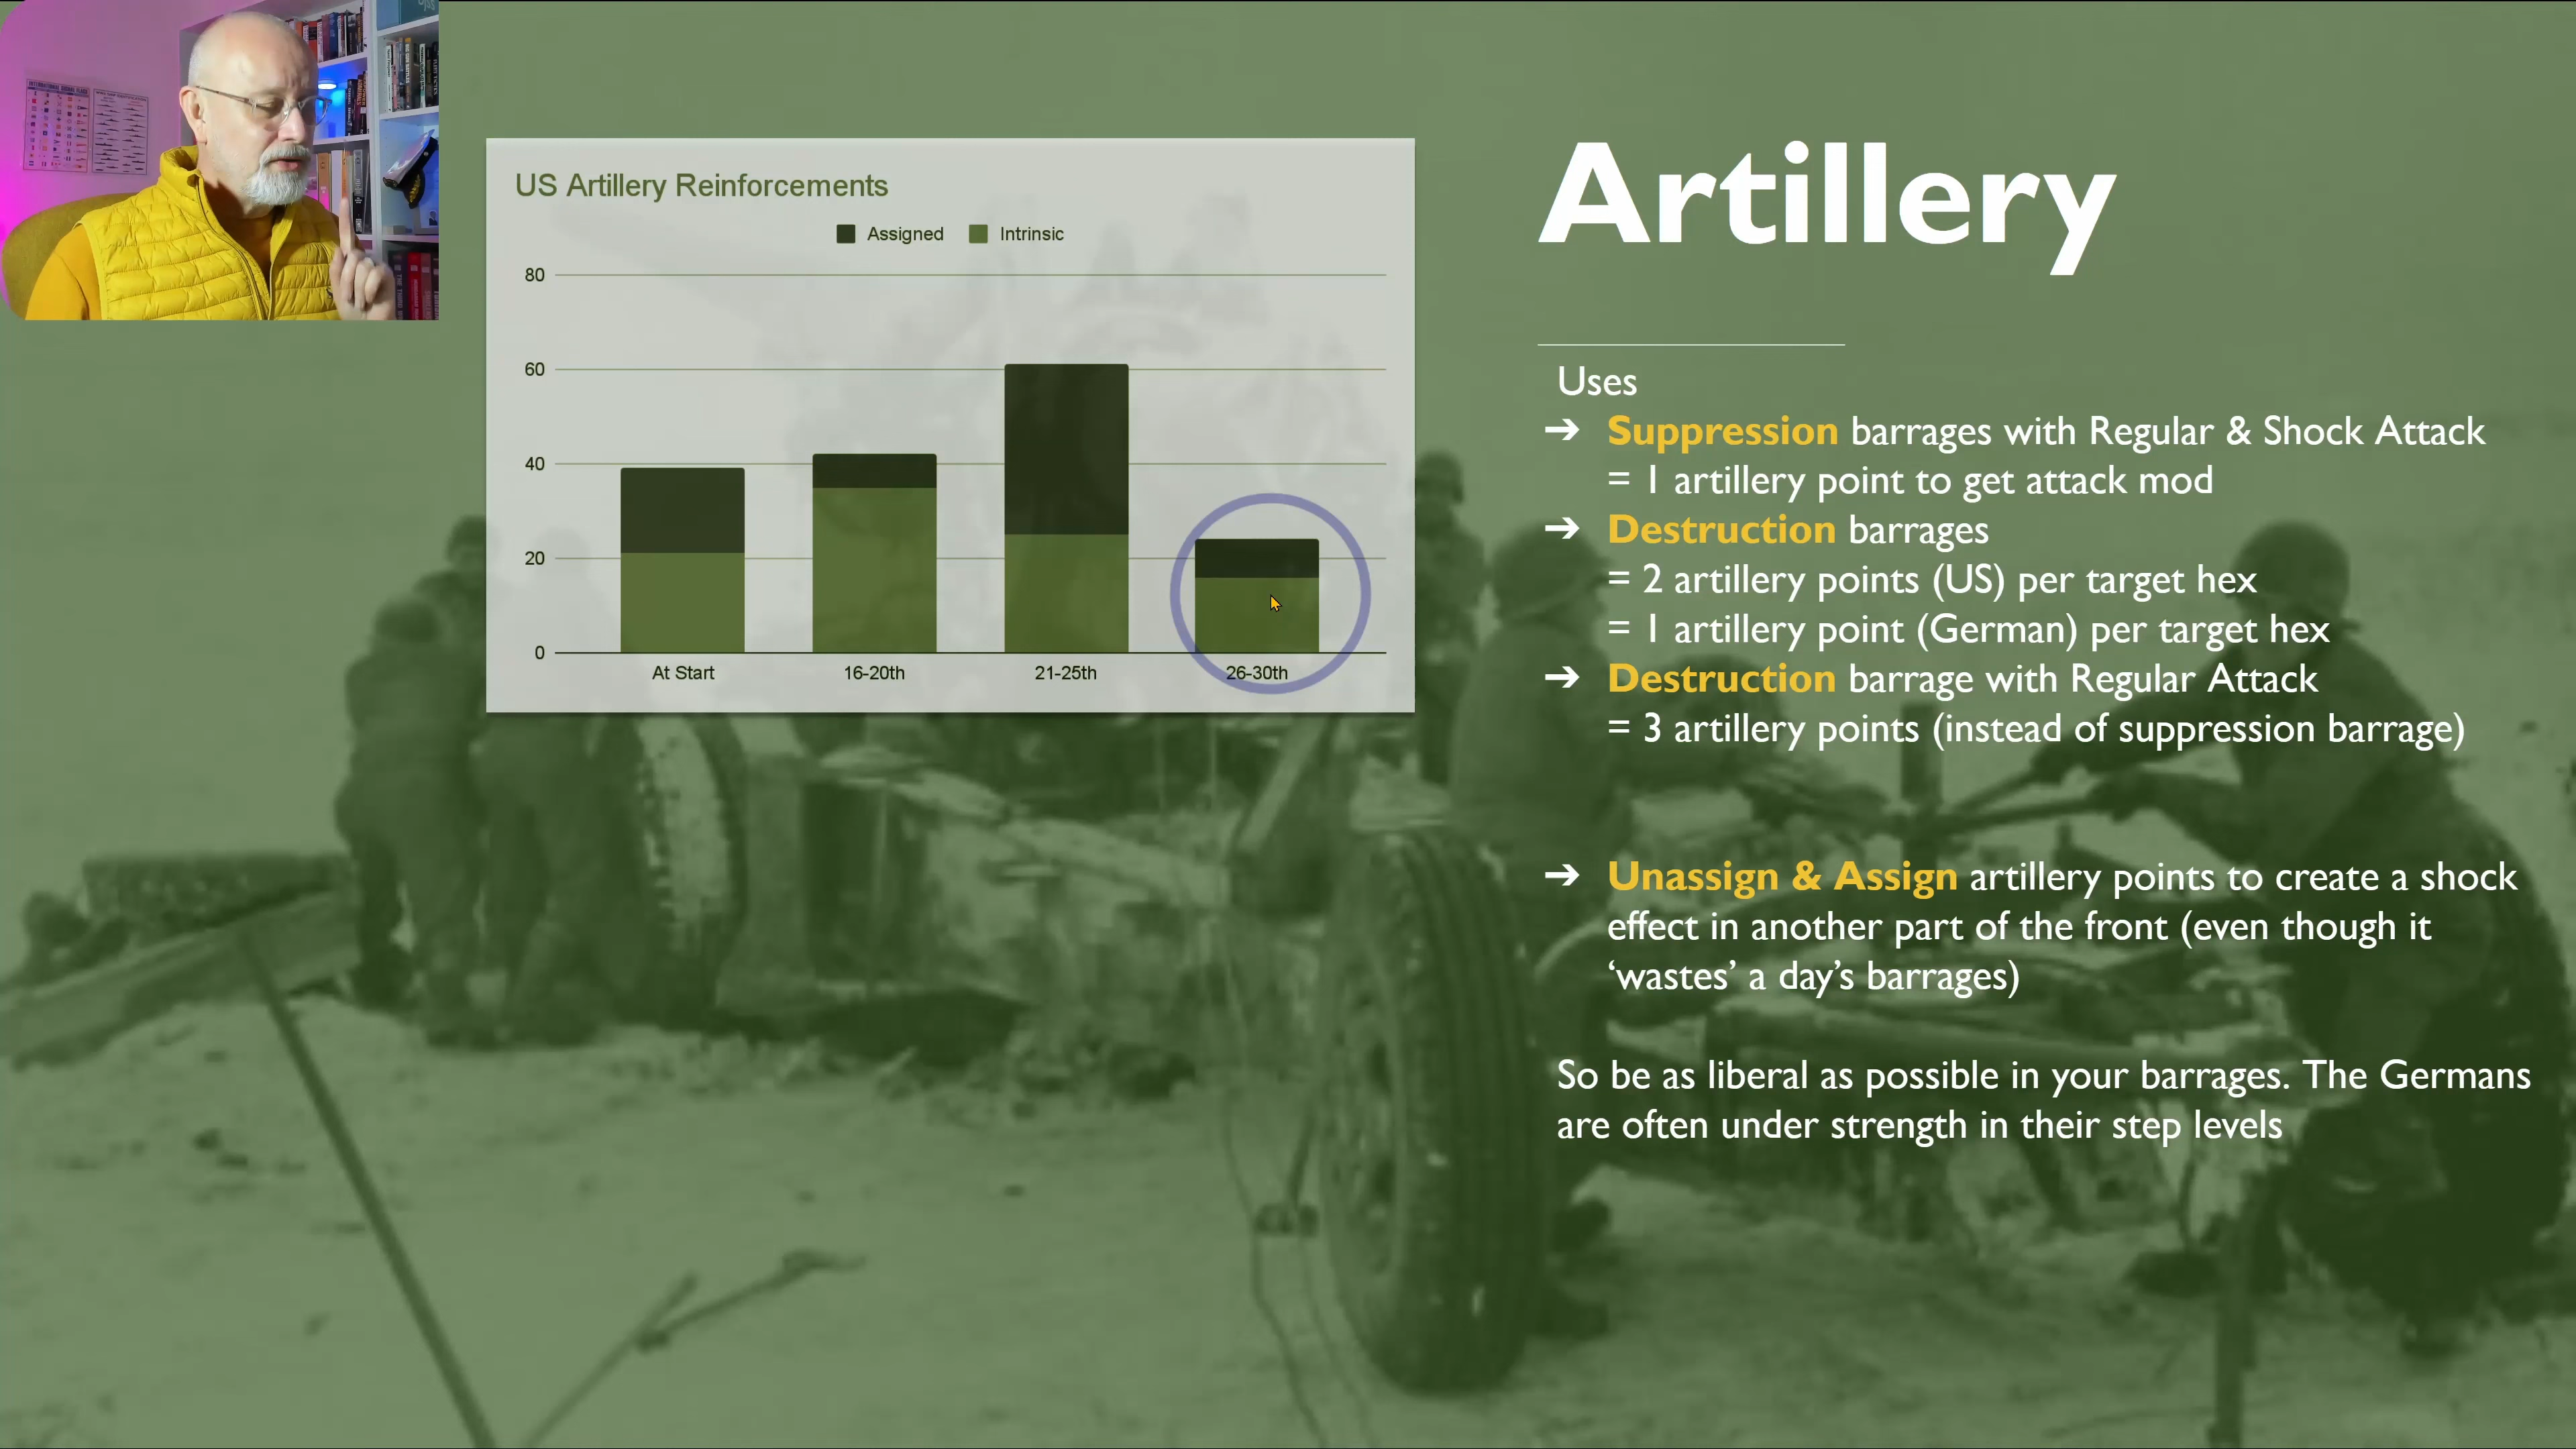 US Artillery Reinforcements
Assigned Intrinsic
80
60
40
20
0
At Start 16-20th 21-25th 26-30th
Artillery
Uses
➔ Suppression barrages with Regular & Shock Attack
= 1 artillery point to get attack mod
➔ Destruction barrages
= 2 artillery points (US) per target hex
= 1 artillery point (German) per target hex
➔ Destruction barrage with Regular Attack
= 3 artillery points (instead of suppression barrage)
➔ Unassign & Assign artillery points to create a shock
effect in another part of the front (even though it
‘wastes’ a day’s barrages)
So be as liberal as possible in your barrages. The Germans
are often under strength in their step levels